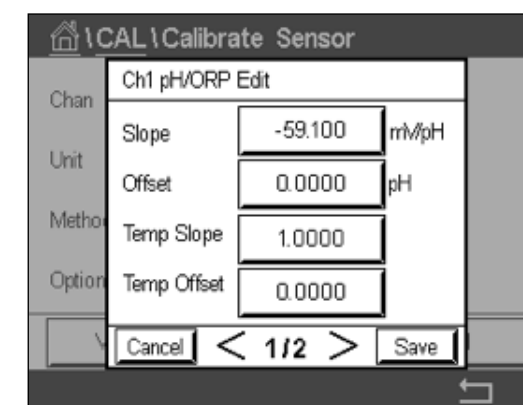 \CAL\Calibrate Sensor
Ch1 pH/ORP Edit
Chan
Slope -59.100 mV/pH
Unit
Offset 0.0000 pH
Metho
Temp Slope 1.0000
Option
Temp Offset 0.0000
Cancel < 1/2 > Save